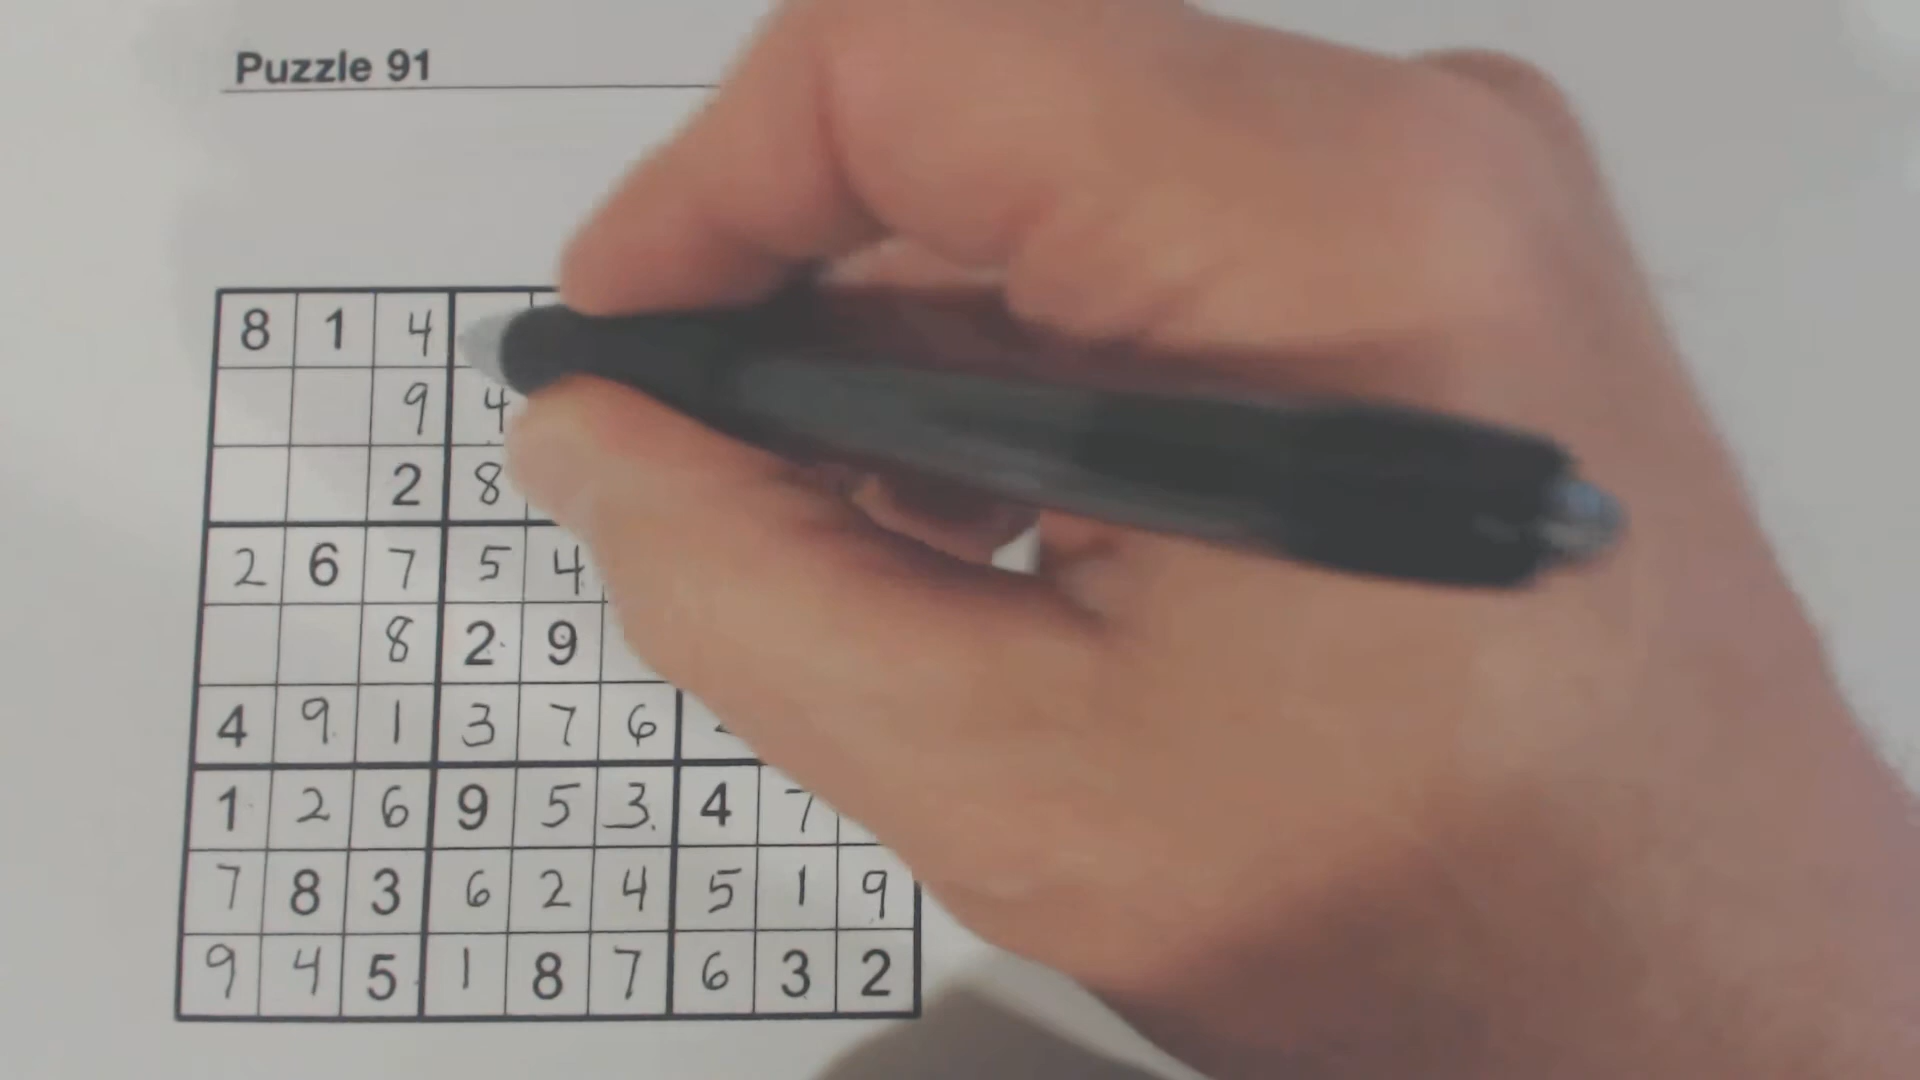 Puzzle 91
8 1 4
9 4
2 8
2 6 7 5 4
8 2 9
4 9 1 3 7 6
1 2 6 9 5 3 4 7
7 8 3 6 2 4 5 1 9
9 4 5 1 8 7 6 3 2